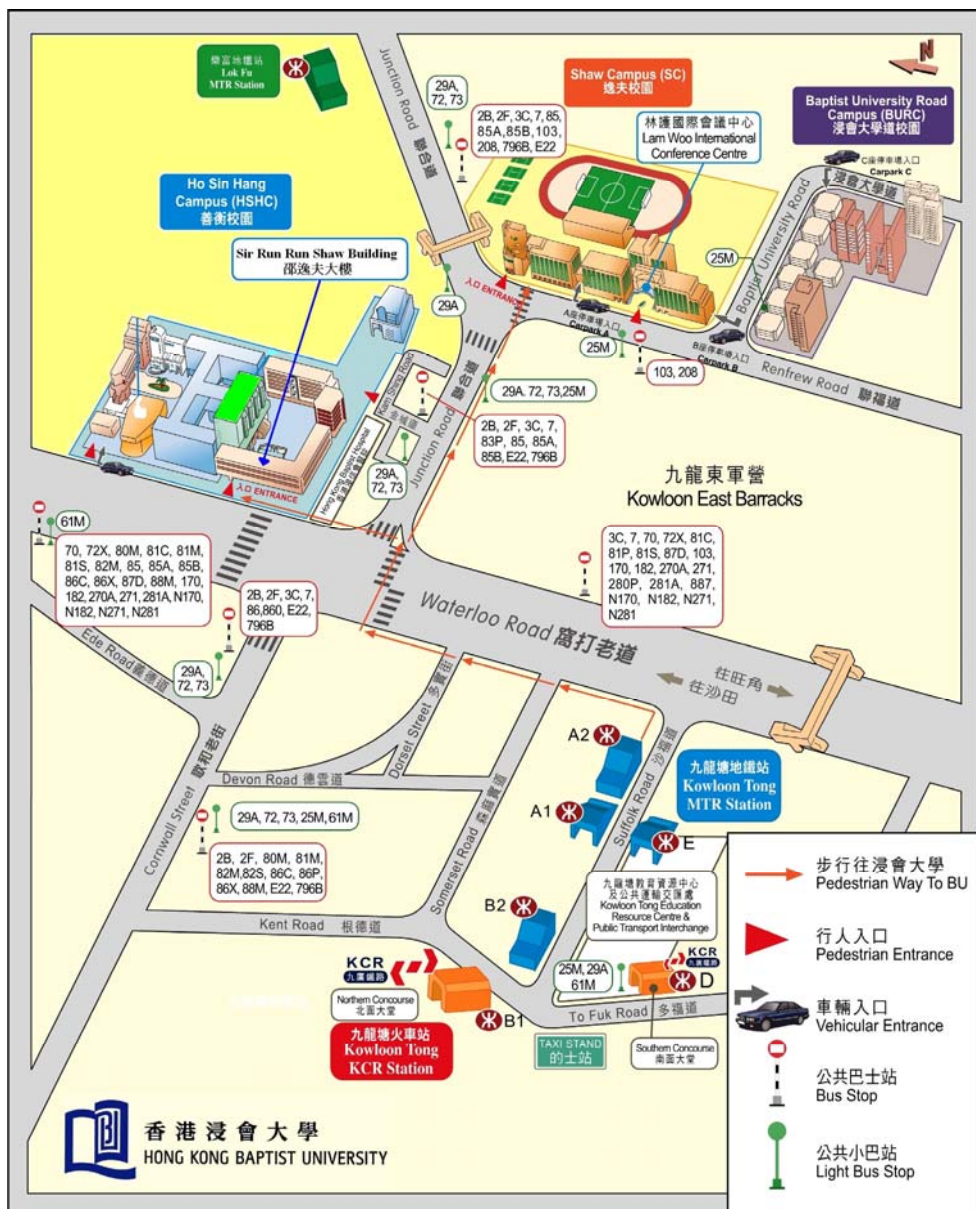 樂富地鐵站
Lok Fu
MTR Station
Junction Road 聯合道
29A,
72, 73
2B, 2F, 3C, 7, 85,
85A, 85B, 103,
208, 796B, E22
Shaw Campus (SC)
逸夫校園
林護國際會議中心
Lam Woo International
Conference Centre
N
Baptist University Road
Campus (BURC)
浸會大學道校園
C座停車場入口
Carpark C
浸會大學道
Baptist University Road
25M
Ho Sin Hang
Campus (HSHC)
善衡校園
Sir Run Run Shaw Building
邵逸夫大樓
29A
入口 ENTRANCE
A座停車場入口
Carpark A
25M
103, 208
B座停車場入口
Carpark B
Renfrew Road 聯福道
Kam Shing Road
金城道
Junction Road 聯合道
29A. 72, 73,25M
2B, 2F, 3C, 7,
83P, 85, 85A,
85B, E22, 796B
Hong Kong Baptist Hospital
香港浸信會醫院
29A,
72, 73
入口 ENTRANCE
九龍東軍營
Kowloon East Barracks
61M
70, 72X, 80M, 81C, 81M,
81S, 82M, 85, 85A, 85B,
86C, 86X, 87D, 88M, 170,
182, 270A, 271, 281A, N170,
N182, N271, N281
2B, 2F, 3C, 7,
86,860, E22,
796B
3C, 7, 70, 72X, 81C,
81P, 81S, 87D, 103,
170, 182, 270A, 271,
280P, 281A, 887,
N170, N182, N271,
N281
Waterloo Road 窩打老道
Ede Road義德道
29A,
72, 73
往旺角
往沙田
Cornwall Street 歌和老街
Devon Road 德雲道
Dorset Street 多實街
Somerset Road 森麻實道
Suffolk Road 沙福道
A2
A1
E
九龍塘地鐵站
Kowloon Tong
MTR Station
29A, 72, 73, 25M, 61M
2B, 2F, 80M, 81M,
82M,82S, 86C, 86P,
86X, 88M, E22, 796B
Kent Road 根德道
B2
九龍塘教育資源中心
及公共運輸交匯處
Kowloon Tong Education
Resource Centre &
Public Transport Interchange
KCR
九廣鐵路
Northern Concourse
北面大堂
B1
九龍塘火車站
Kowloon Tong
KCR Station
25M, 29A
61M
KCR
九廣鐵路
D
To Fuk Road 多福道
TAXI STAND
的士站
Southern Concourse
南面大堂
步行往浸會大學
Pedestrian Way To BU
行人入口
Pedestrian Entrance
車輛入口
Vehicular Entrance
公共巴士站
Bus Stop
公共小巴站
Light Bus Stop
香港浸會大學
HONG KONG BAPTIST UNIVERSITY